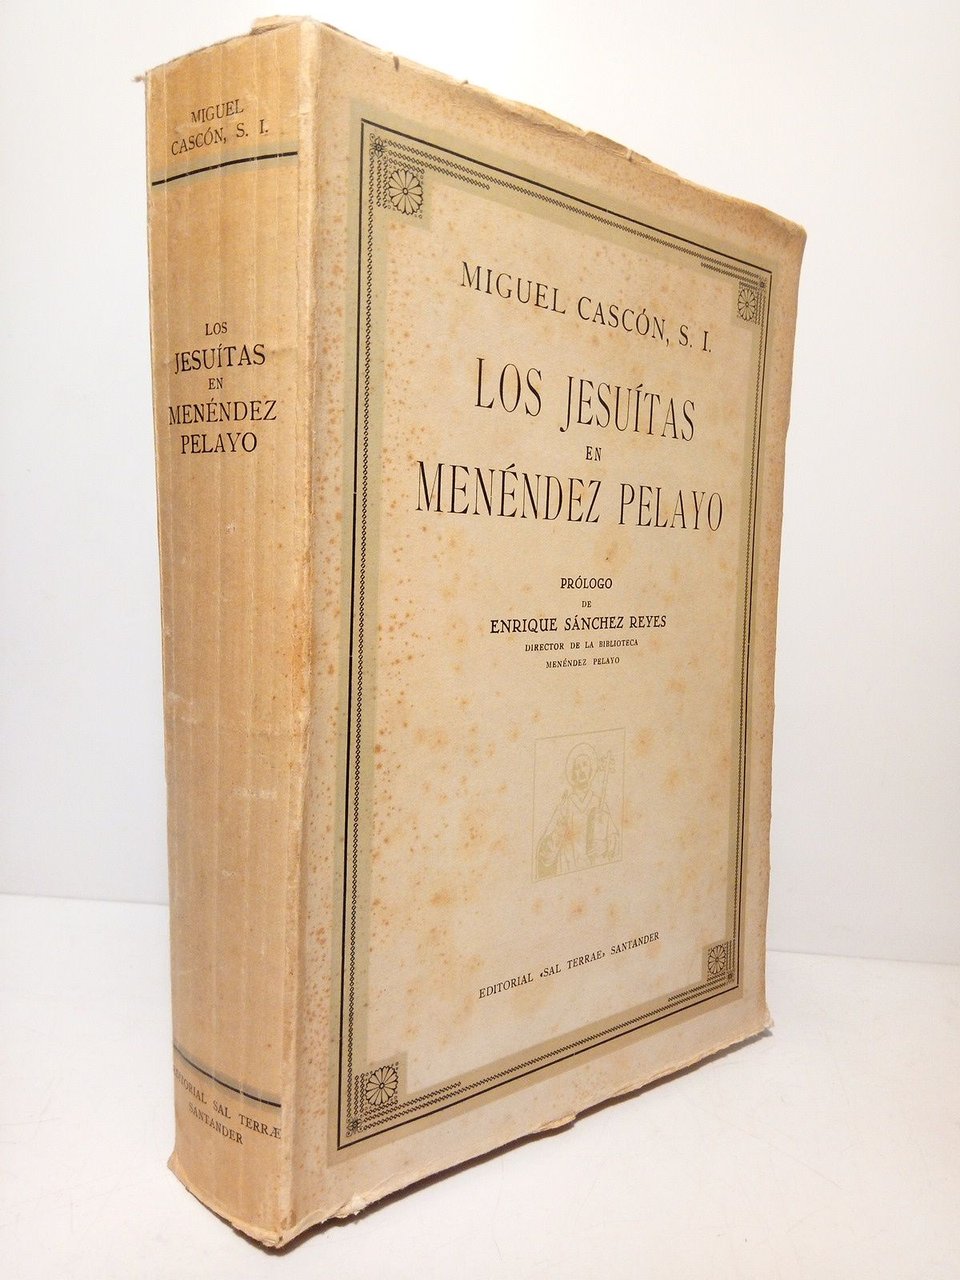 MIGUEL
CASCÓN, S. I.
LOS
JESUÍTAS
EN
MENÉNDEZ
PELAYO
EDITORIAL SAL TERRÆ
SANTANDER
MIGUEL CASCÓN, S. I.
LOS JESUÍTAS
EN
MENÉNDEZ PELAYO
PRÓLOGO
DE
ENRIQUE SÁNCHEZ REYES
DIRECTOR DE LA BIBLIOTECA
MENÉNDEZ PELAYO
EDITORIAL «SAL TERRAE» SANTANDER